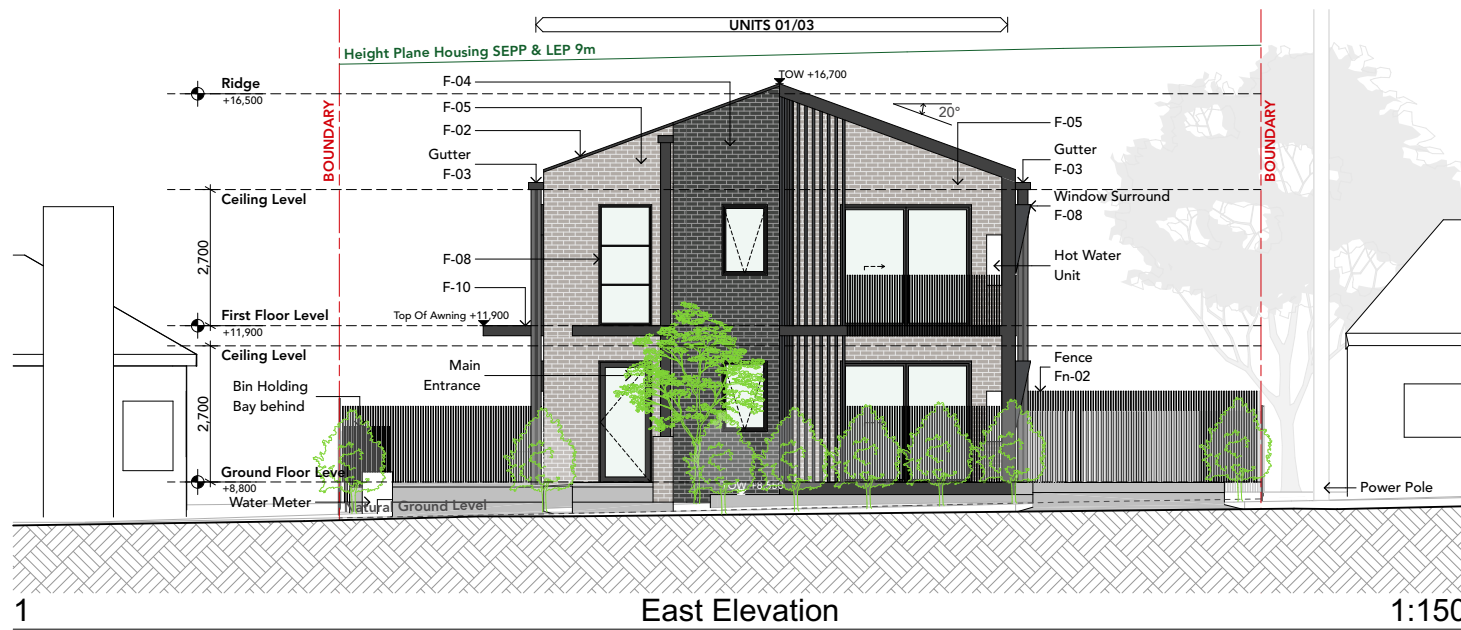 UNITS 01/03
Height Plane Housing SEPP & LEP 9m
Ridge
+16,500
F-04
TOW +16,700
F-05
20°
F-02
F-05
BOUNDARY
BOUNDARY
Gutter
F-03
Gutter
F-03
Ceiling Level
Window Surround
F-08
2,700
F-08
Hot Water
Unit
F-10
First Floor Level
+11,900
Top Of Awning +11,900
Ceiling Level
Main
Entrance
Fence
Fn-02
Bin Holding
Bay behind
2,700
Ground Floor Level
+8,800
TOW +8,550
Power Pole
Water Meter
Natural Ground Level
1
East Elevation
1:150